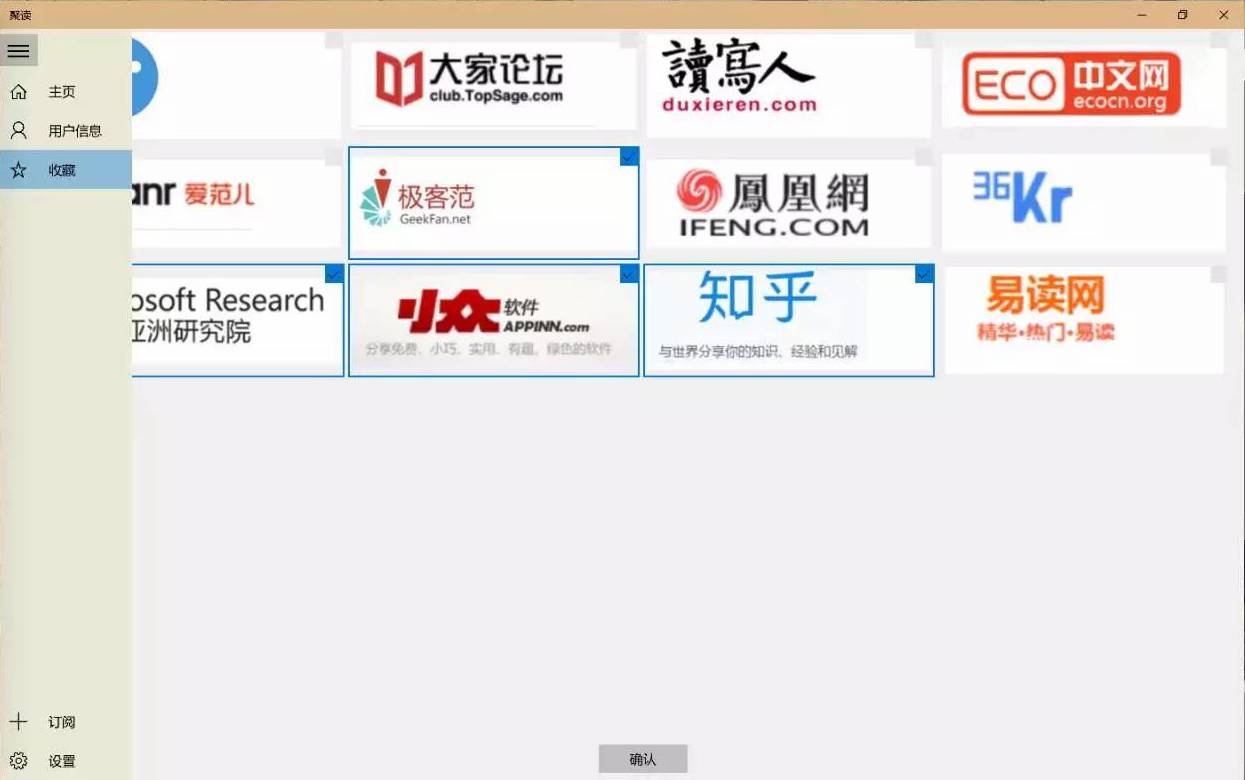 聚读
主页
用户信息
收藏
订阅
设置
大家论坛
club.TopSage.com
讀寫人
duxieren.com
ECO 中文网
ecocn.org
anr 爱范儿
极客范
GeekFan.net
鳳凰網
IFENG.COM
36Kr
osoft Research
亚洲研究院
小众软件
APPINN.com
分享免费、小巧、实用、有趣、绿色的软件
知乎
与世界分享你的知识、经验和见解
易读网
精华·热门·易读
确认